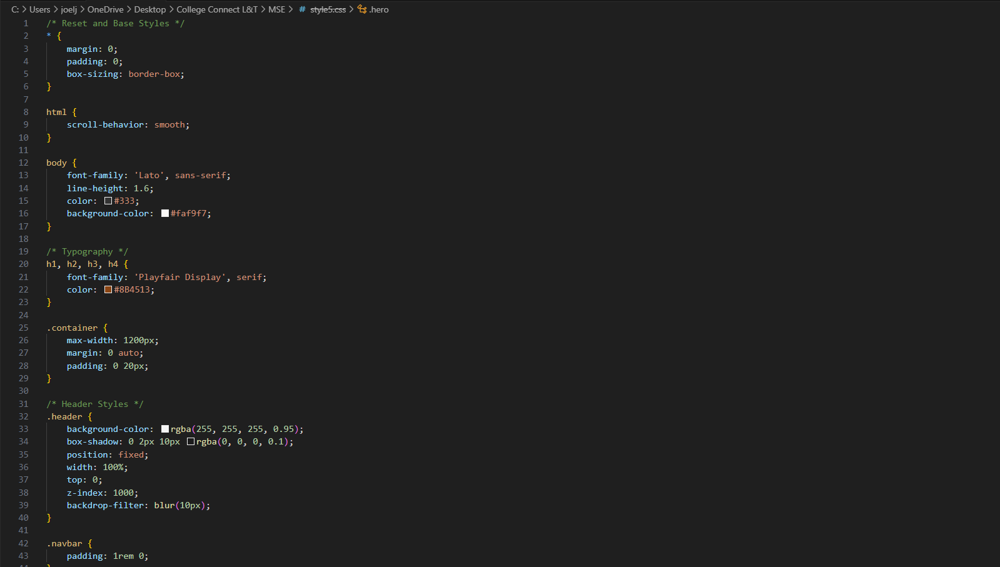 C: > Users > joelj > OneDrive > Desktop > College Connect L&T > MSE > # style5.css > .hero
1 /* Reset and Base Styles */
2 * {
3     margin: 0;
4     padding: 0;
5     box-sizing: border-box;
6 }
7
8 html {
9     scroll-behavior: smooth;
10 }
11
12 body {
13     font-family: 'Lato', sans-serif;
14     line-height: 1.6;
15     color: #333;
16     background-color: #faf9f7;
17 }
18
19 /* Typography */
20 h1, h2, h3, h4 {
21     font-family: 'Playfair Display', serif;
22     color: #8B4513;
23 }
24
25 .container {
26     max-width: 1200px;
27     margin: 0 auto;
28     padding: 0 20px;
29 }
30
31 /* Header Styles */
32 .header {
33     background-color: rgba(255, 255, 255, 0.95);
34     box-shadow: 0 2px 10px rgba(0, 0, 0, 0.1);
35     position: fixed;
36     width: 100%;
37     top: 0;
38     z-index: 1000;
39     backdrop-filter: blur(10px);
40 }
41
42 .navbar {
43     padding: 1rem 0;
44 }